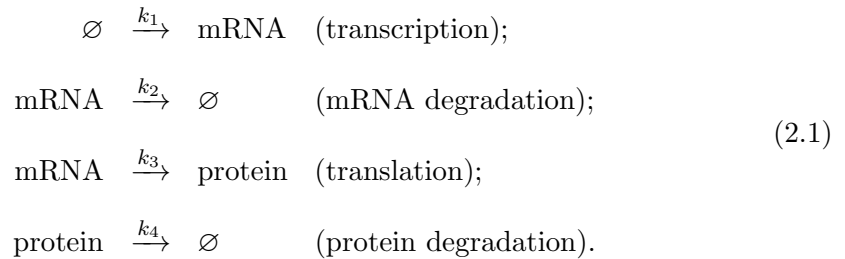 ∅ k₁⟶ mRNA (transcription);
mRNA k₂⟶ ∅ (mRNA degradation);
(2.1)
mRNA k₃⟶ protein (translation);
protein k₄⟶ ∅ (protein degradation).